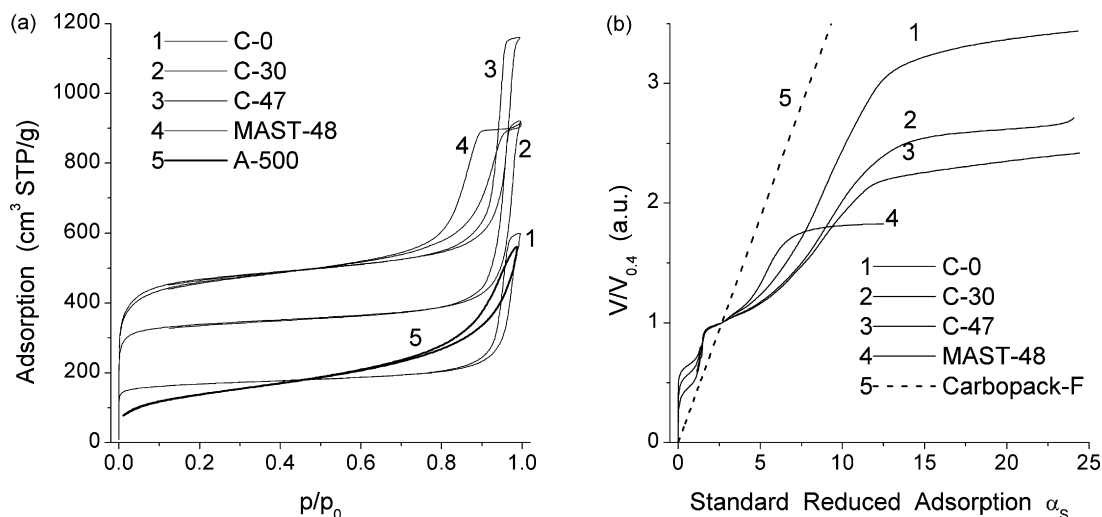 (a)
1200
1000
800
600
400
200
0
Adsorption (cm³ STP/g)
0.0 0.2 0.4 0.6 0.8 1.0
p/p₀
1 C-0
2 C-30
3 C-47
4 MAST-48
5 A-500
3
4
2
1
5
(b)
3
2
1
0
V/V₀.₄ (a.u.)
0 5 10 15 20 25
Standard Reduced Adsorption αₛ
1
5
2
3
4
1 C-0
2 C-30
3 C-47
4 MAST-48
5 Carbopack-F